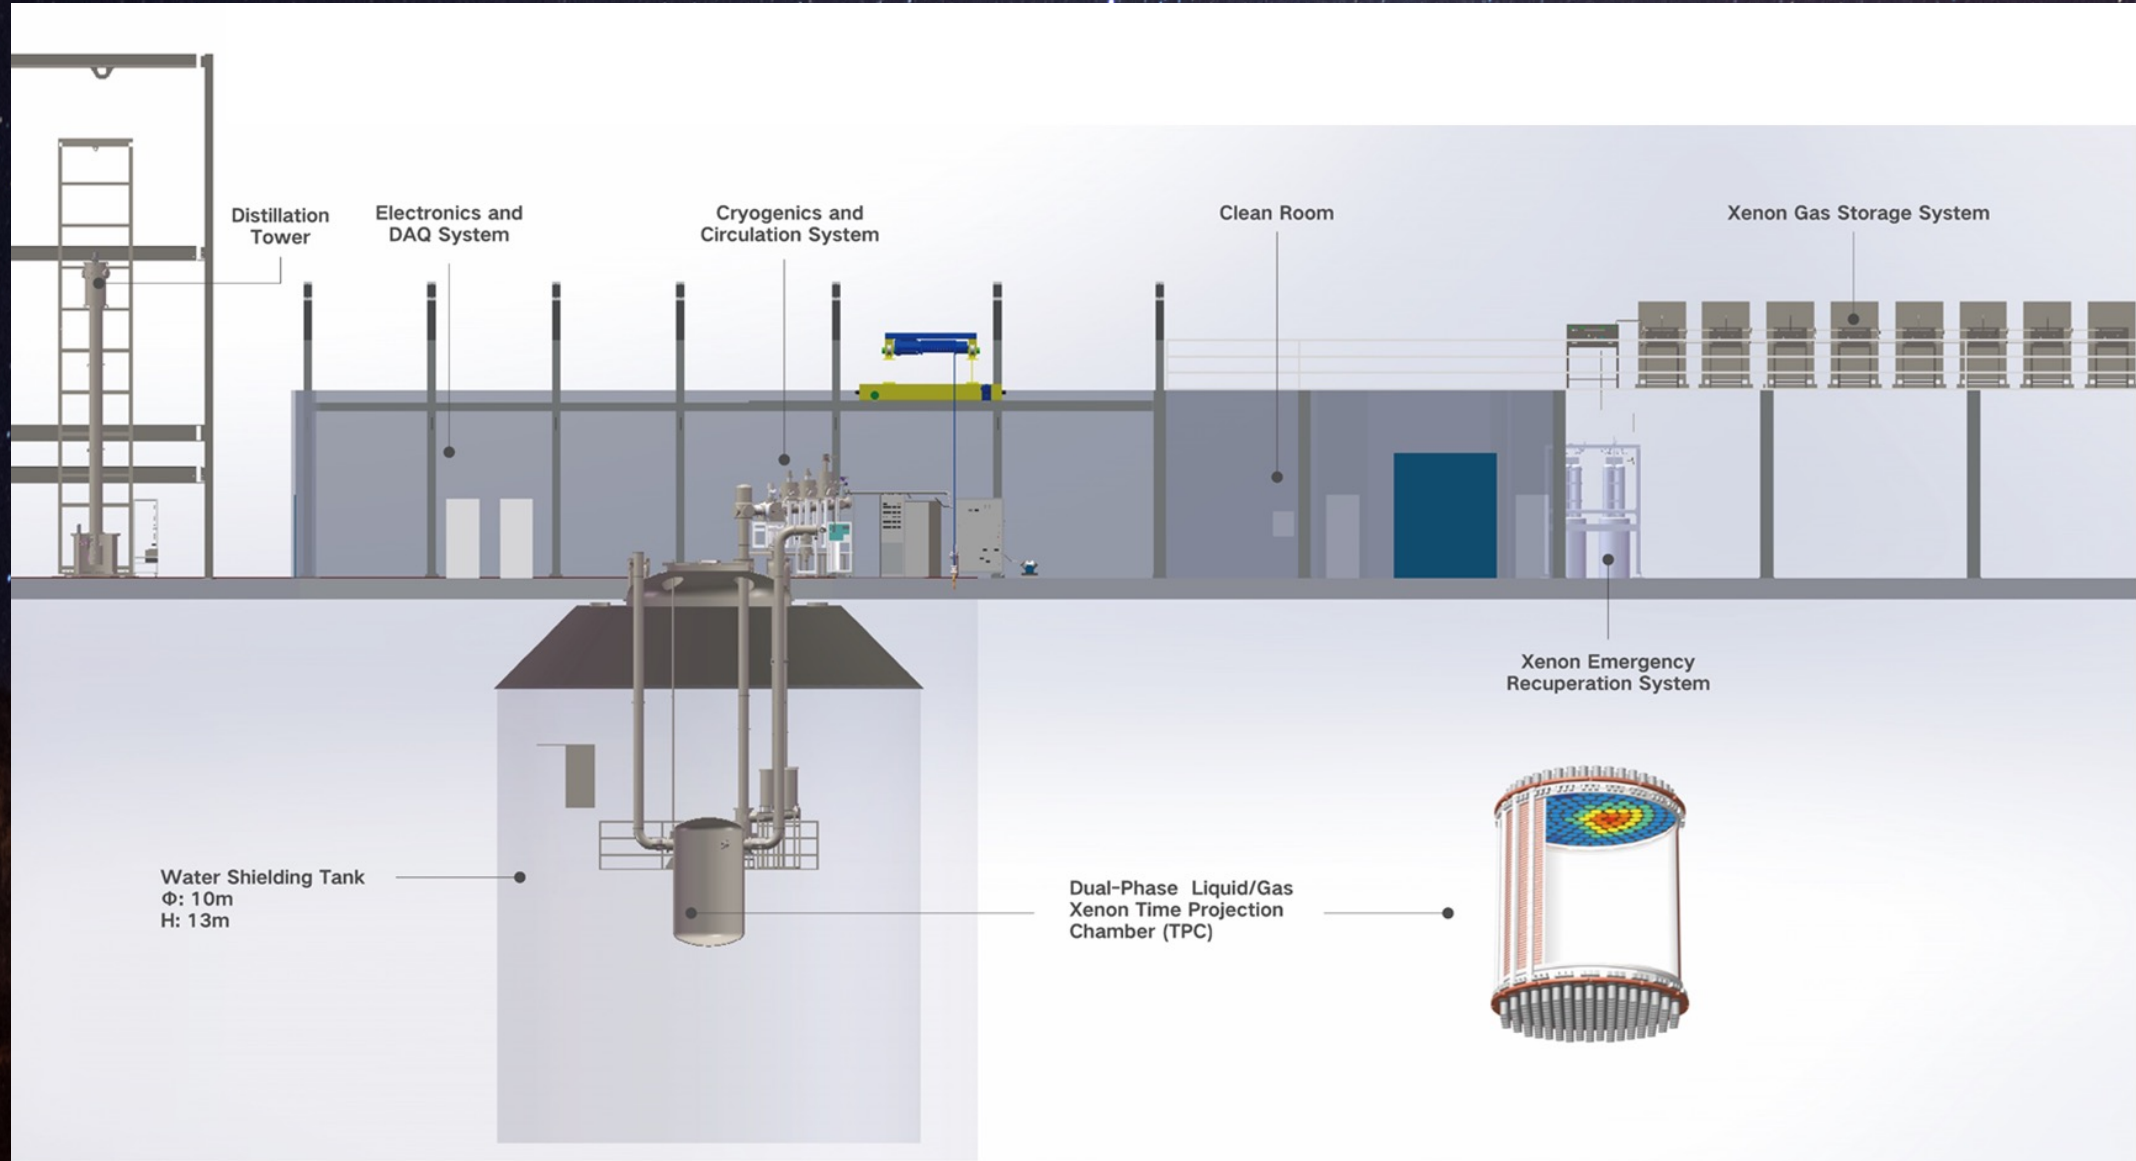 Distillation
Tower
Electronics and
DAQ System
Cryogenics and
Circulation System
Clean Room
Xenon Gas Storage System
Xenon Emergency
Recuperation System
Water Shielding Tank
Φ: 10m
H: 13m
Dual-Phase Liquid/Gas
Xenon Time Projection
Chamber (TPC)